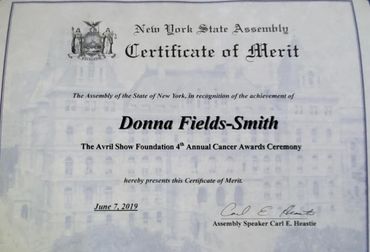 New York State Assembly
Certificate of Merit
The Assembly of the State of New York, in recognition of the achievement of
Donna Fields-Smith
The Avril Show Foundation 4th Annual Cancer Awards Ceremony
hereby presents this Certificate of Merit.
June 7, 2019
Carl E. Heastie
Assembly Speaker Carl E. Heastie